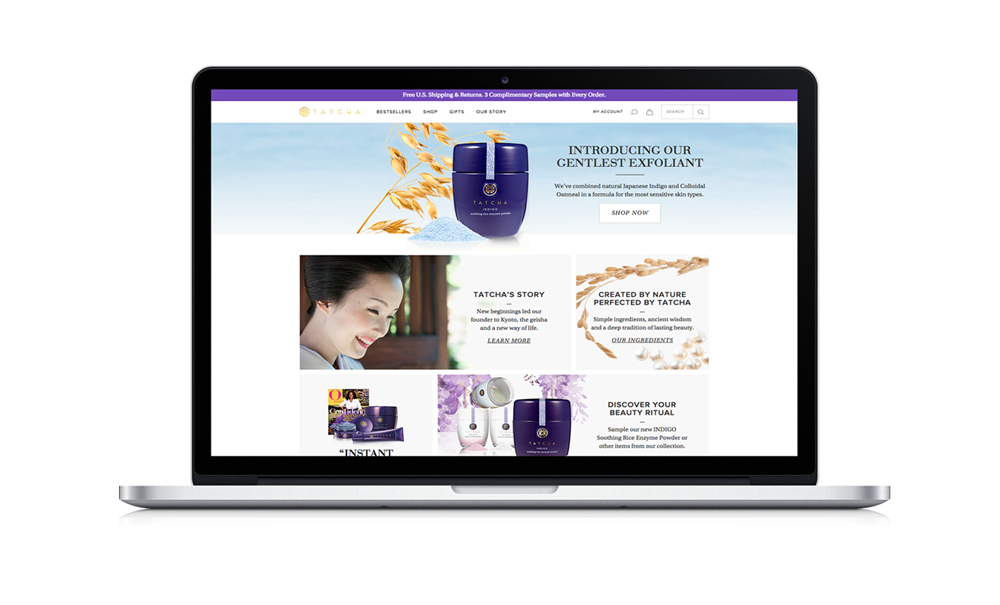 Free U.S. Shipping & Returns. 3 Complimentary Samples with Every Order.
TATCHA BESTSELLERS SHOP GIFTS OUR STORY MY ACCOUNT SEARCH
INTRODUCING OUR
GENTLEST EXFOLIANT
We've combined natural Japanese Indigo and Colloidal
Oatmeal in a formula for the most sensitive skin types.
SHOP NOW
TATCHA
INDIGO
soothing rice enzyme powder
TATCHA'S STORY
New beginnings led our
founder to Kyoto, the geisha
and a new way of life.
LEARN MORE
CREATED BY NATURE
PERFECTED BY TATCHA
Simple ingredients, ancient wisdom
and a deep tradition of lasting beauty.
OUR INGREDIENTS
O
"INSTANT
TATCHA
DISCOVER YOUR
BEAUTY RITUAL
Sample our new INDIGO
Soothing Rice Enzyme Powder or
other items from our collection.